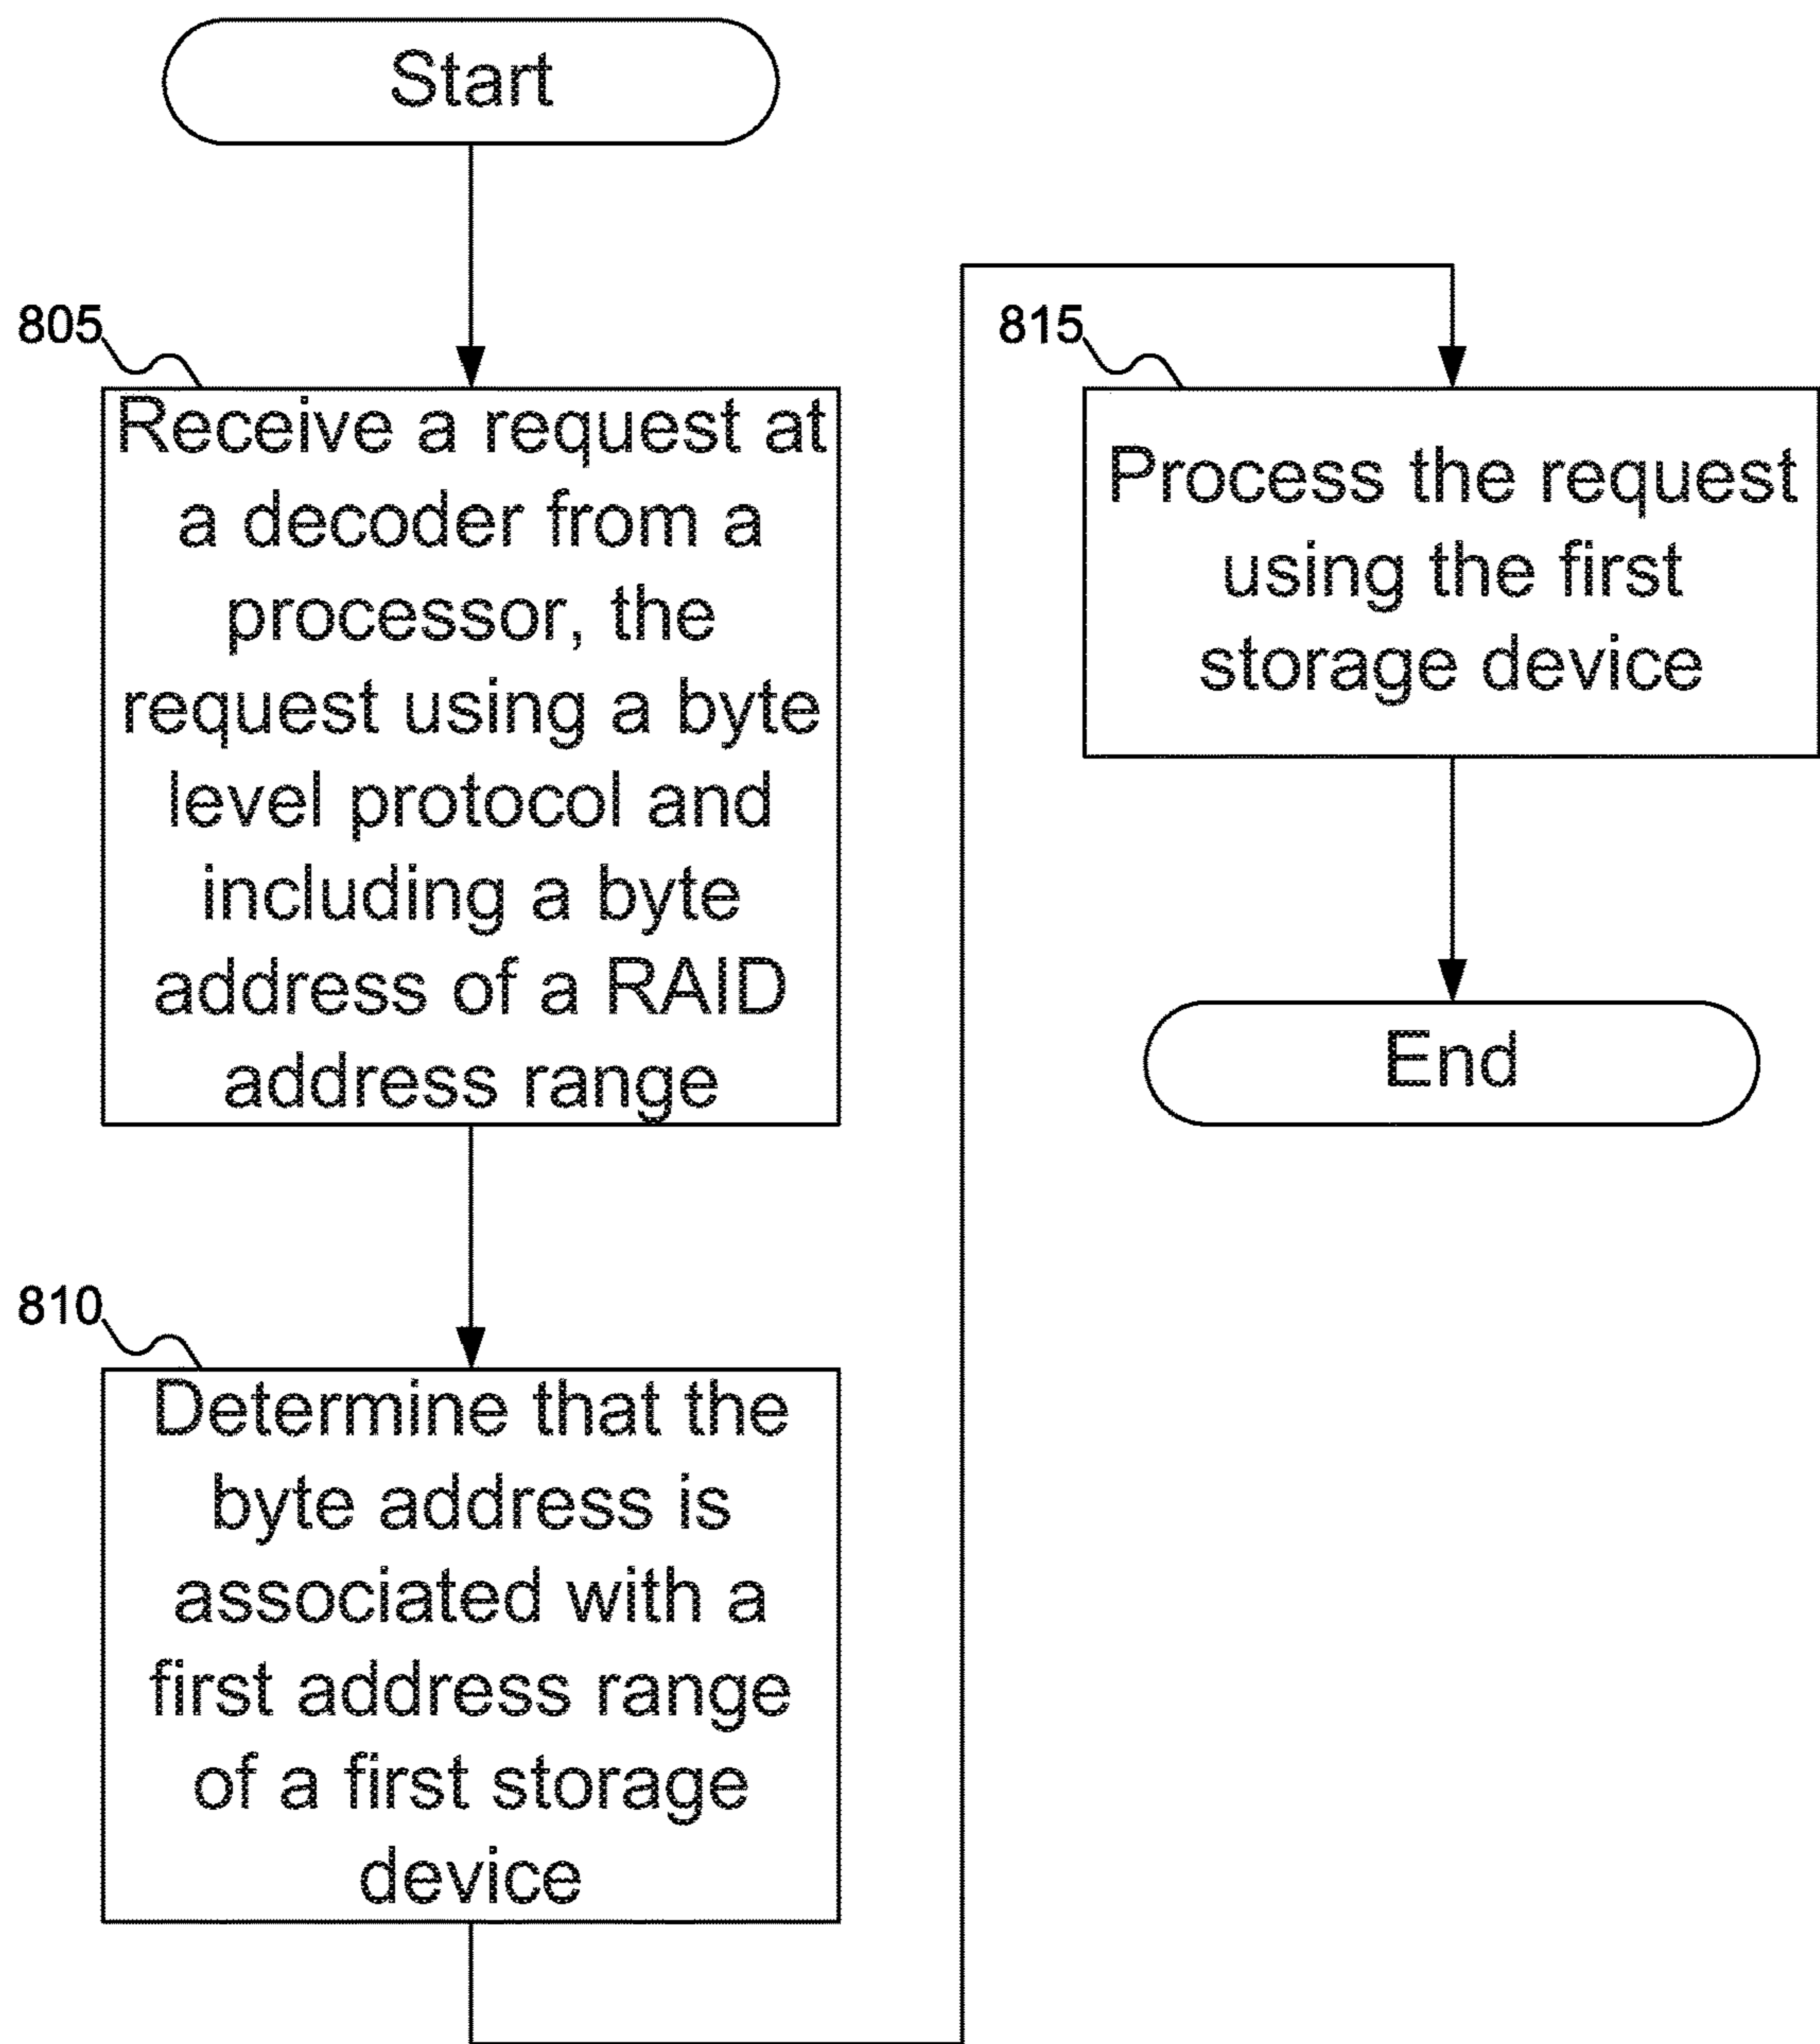 Start
805
Receive a request at
a decoder from a
processor, the
request using a byte
level protocol and
including a byte
address of a RAID
address range
810
Determine that the
byte address is
associated with a
first address range
of a first storage
device
815
Process the request
using the first
storage device
End